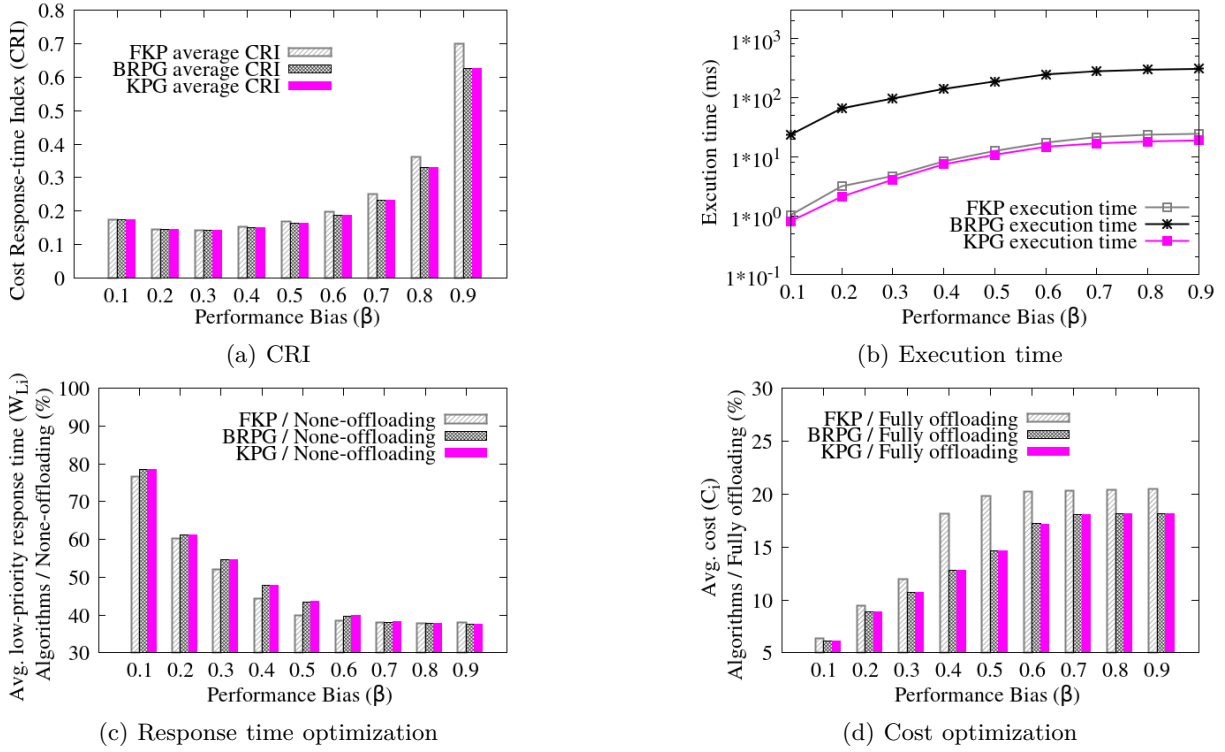 Cost Response-time Index (CRI)
0.8
0.7
0.6
0.5
0.4
0.3
0.2
0.1
0
FKP average CRI
BRPG average CRI
KPG average CRI
0.1 0.2 0.3 0.4 0.5 0.6 0.7 0.8 0.9
Performance Bias (β)
(a) CRI
Excution time (ms)
1*10^3
1*10^2
1*10^1
1*10^0
1*10^-1
FKP execution time
BRPG execution time
KPG execution time
0.1 0.2 0.3 0.4 0.5 0.6 0.7 0.8 0.9
Performance Bias (β)
(b) Execution time
Avg. low-priority response time (W_Li)
Algorithms / None-offloading (%)
100
90
80
70
60
50
40
30
FKP / None-offloading
BRPG / None-offloading
KPG / None-offloading
0.1 0.2 0.3 0.4 0.5 0.6 0.7 0.8 0.9
Performance Bias (β)
(c) Response time optimization
Avg. cost (C_i)
Algorithms / Fully offloading (%)
30
25
20
15
10
5
FKP / Fully offloading
BRPG / Fully offloading
KPG / Fully offloading
0.1 0.2 0.3 0.4 0.5 0.6 0.7 0.8 0.9
Performance Bias (β)
(d) Cost optimization